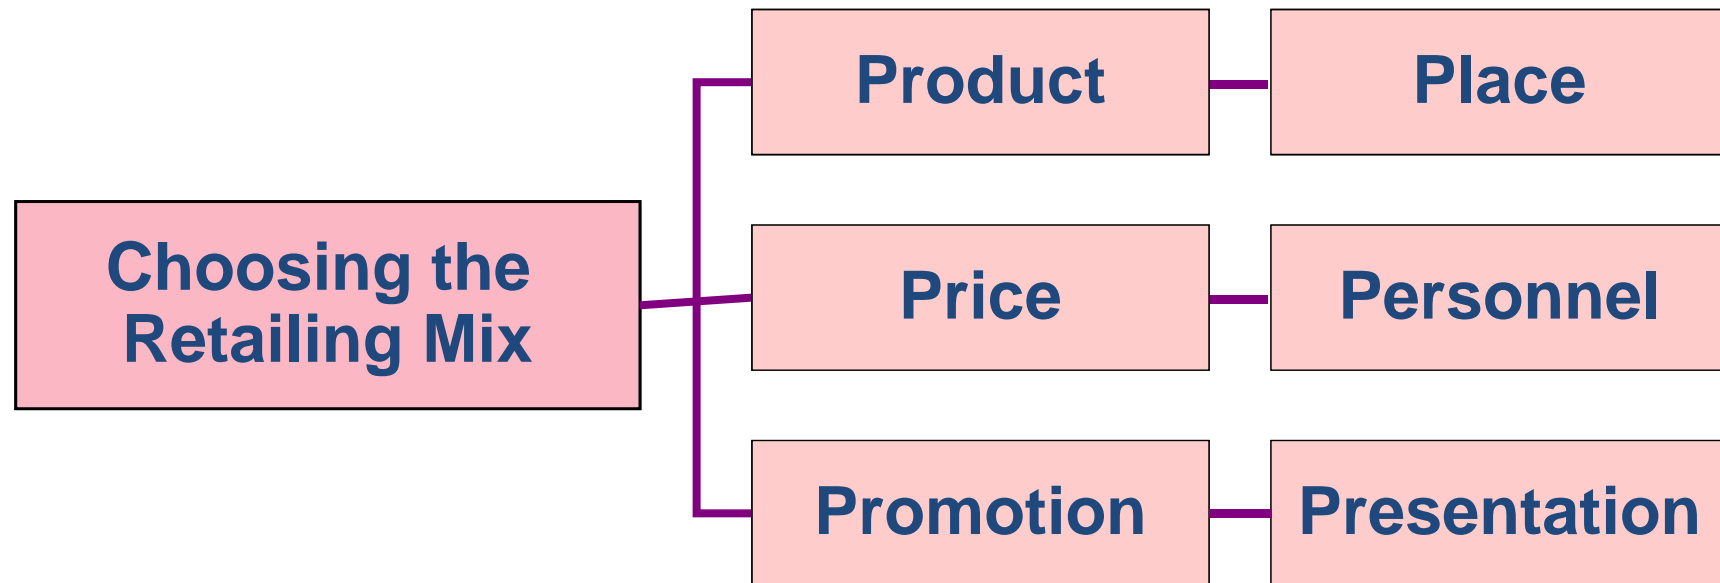 Choosing the
Retailing Mix
Product
Place
Price
Personnel
Promotion
Presentation